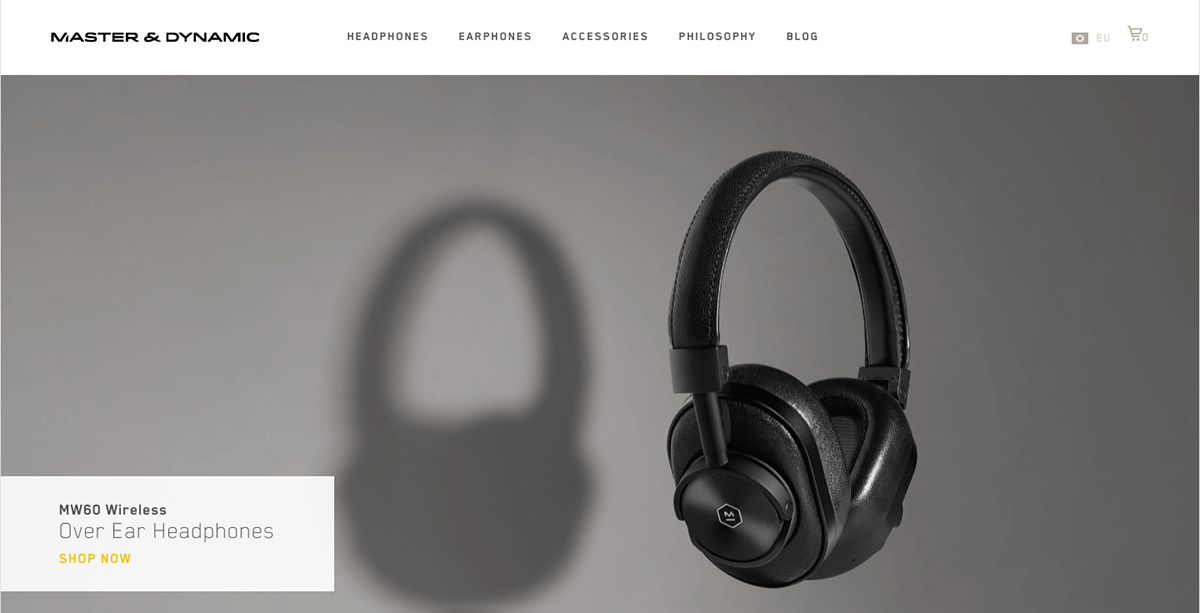 MASTER & DYNAMIC
HEADPHONES EARPHONES ACCESSORIES PHILOSOPHY BLOG
EU 0
MW60 Wireless
Over Ear Headphones
SHOP NOW
M